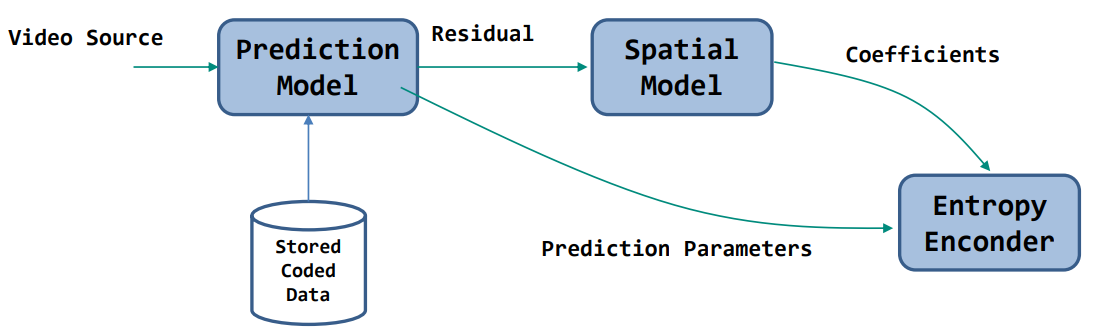 Video Source
Prediction
Model
Residual
Spatial
Model
Coefficients
Stored
Coded
Data
Prediction Parameters
Entropy
Enconder